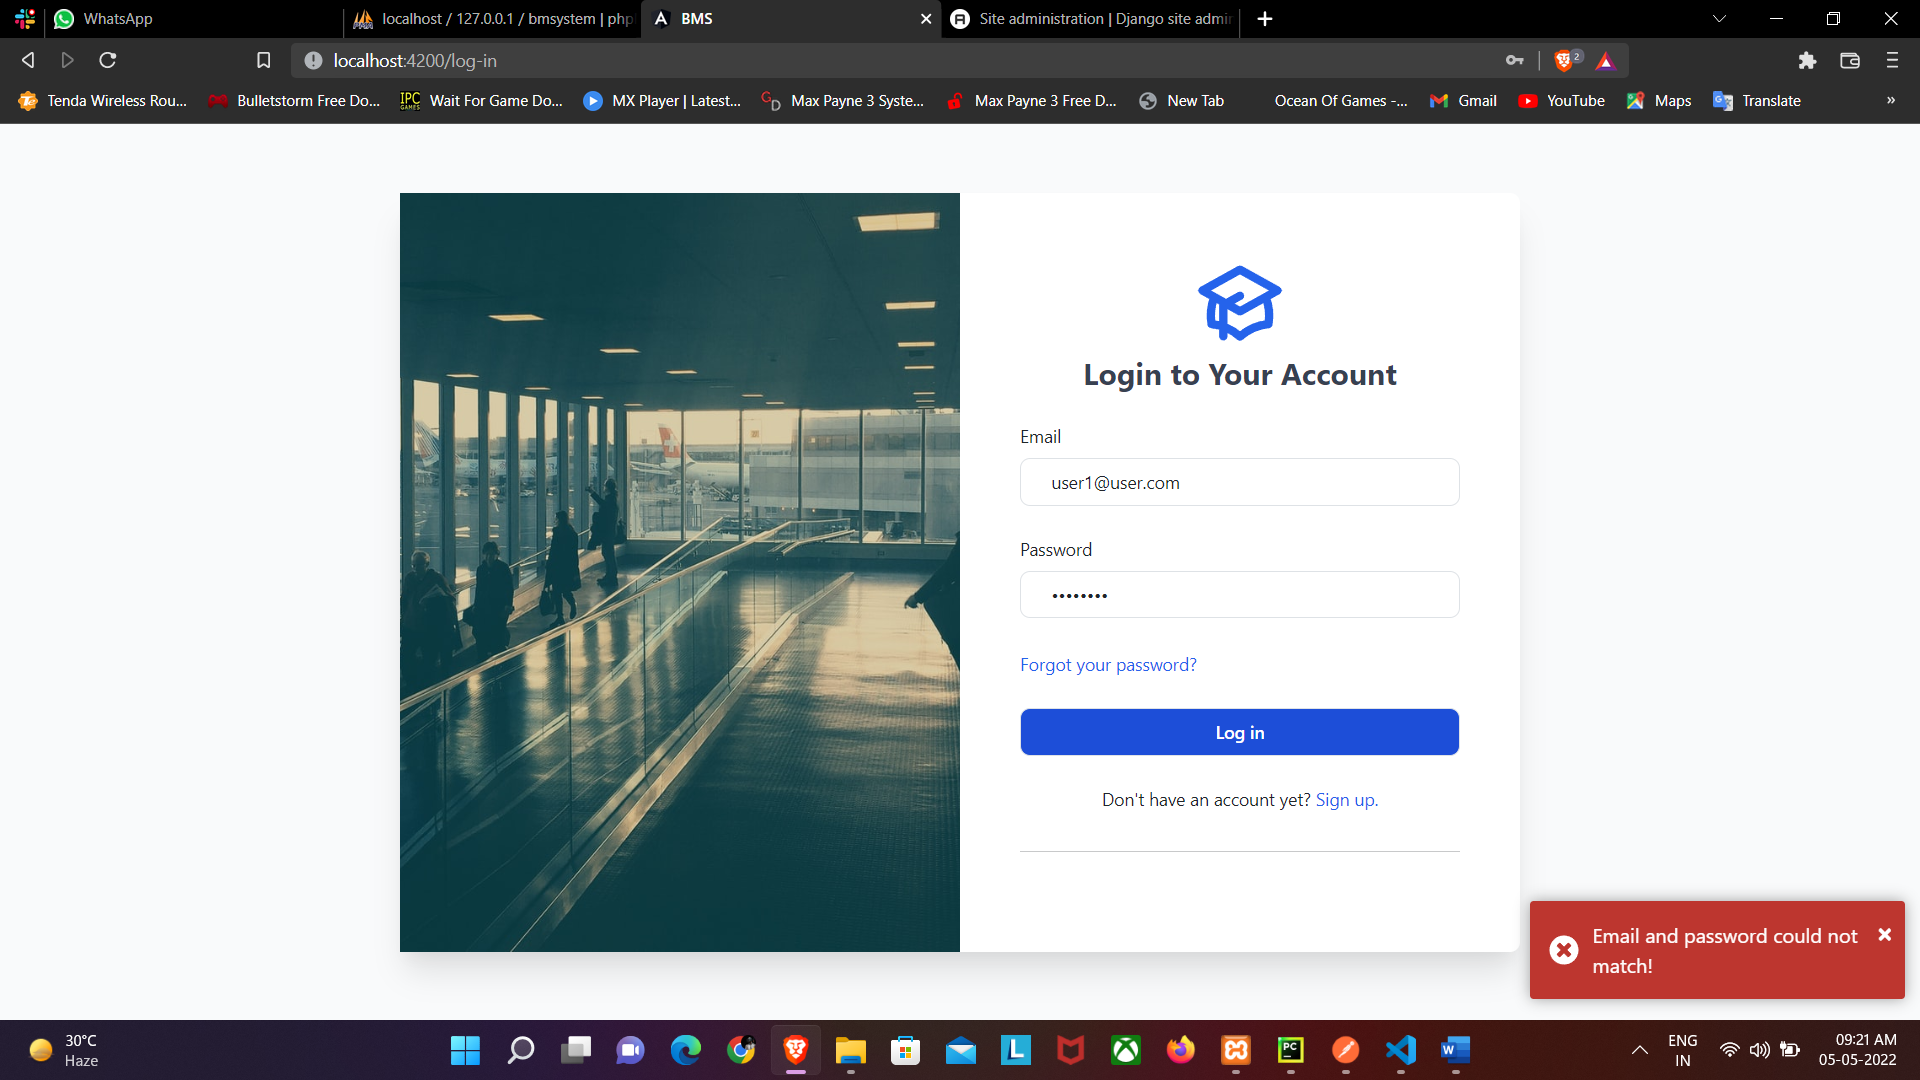 WhatsApp
localhost / 127.0.0.1 / bmsystem | php
BMS
Site administration | Django site admin
localhost:4200/log-in
2
Tenda Wireless Rou...
Bulletstorm Free Do...
IPC
GAMES
Wait For Game Do...
MX Player | Latest...
Max Payne 3 Syste...
Max Payne 3 Free D...
New Tab
Ocean Of Games -...
Gmail
YouTube
Maps
Translate
»
Login to Your Account
Email
user1@user.com
Password
••••••••
Forgot your password?
Log in
Don't have an account yet? Sign up.
Email and password could not
match!
30°C
Haze
ENG
IN
09:21 AM
05-05-2022